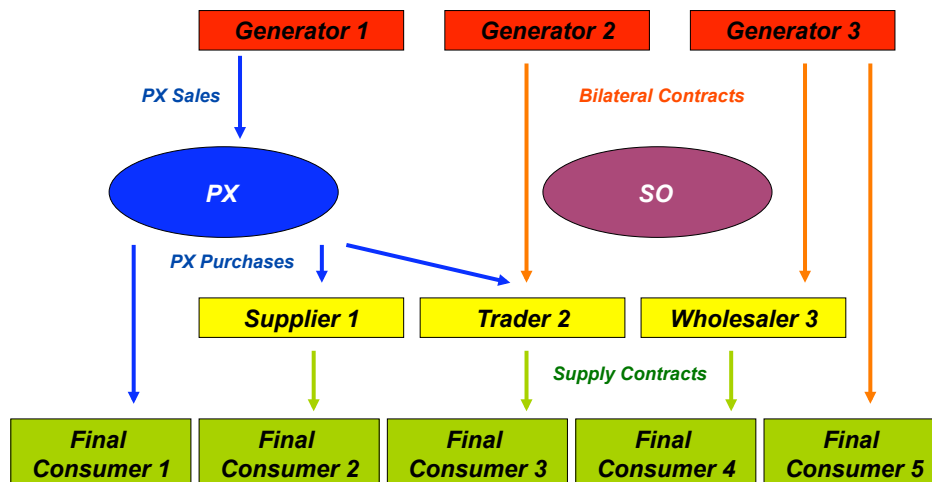 Generator 1
Generator 2
Generator 3
PX Sales
Bilateral Contracts
PX
SO
PX Purchases
Supplier 1
Trader 2
Wholesaler 3
Supply Contracts
Final
Consumer 1
Final
Consumer 2
Final
Consumer 3
Final
Consumer 4
Final
Consumer 5